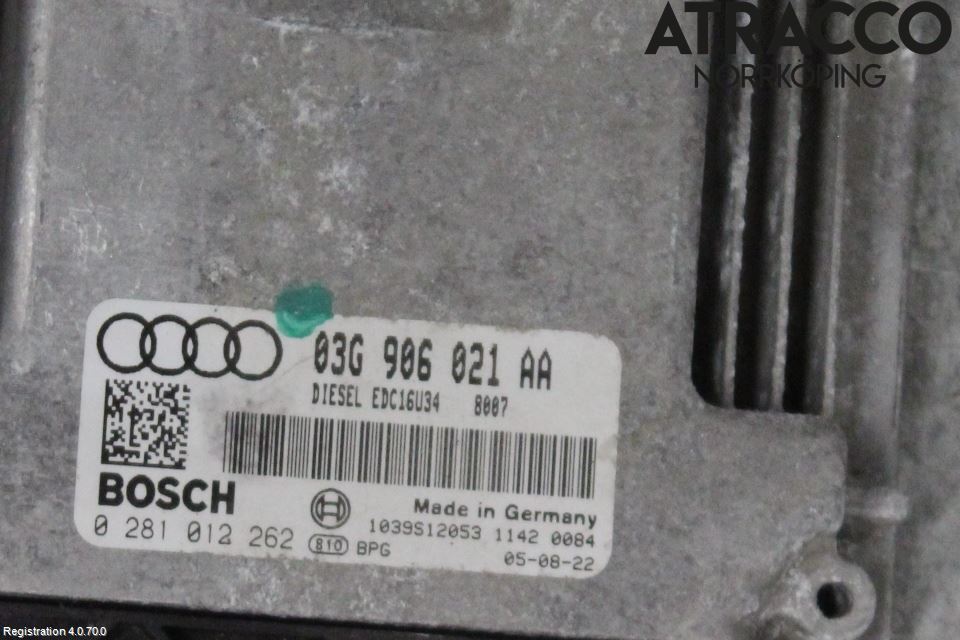 ATRACCO
NORRKÖPING
03G 906 021 AA
DIESEL EDC16U34 8007
BOSCH
Made in Germany
0 281 012 262
1039S12053 1142 0084
810 BPG
05-08-22
Registration 4.0.70.0